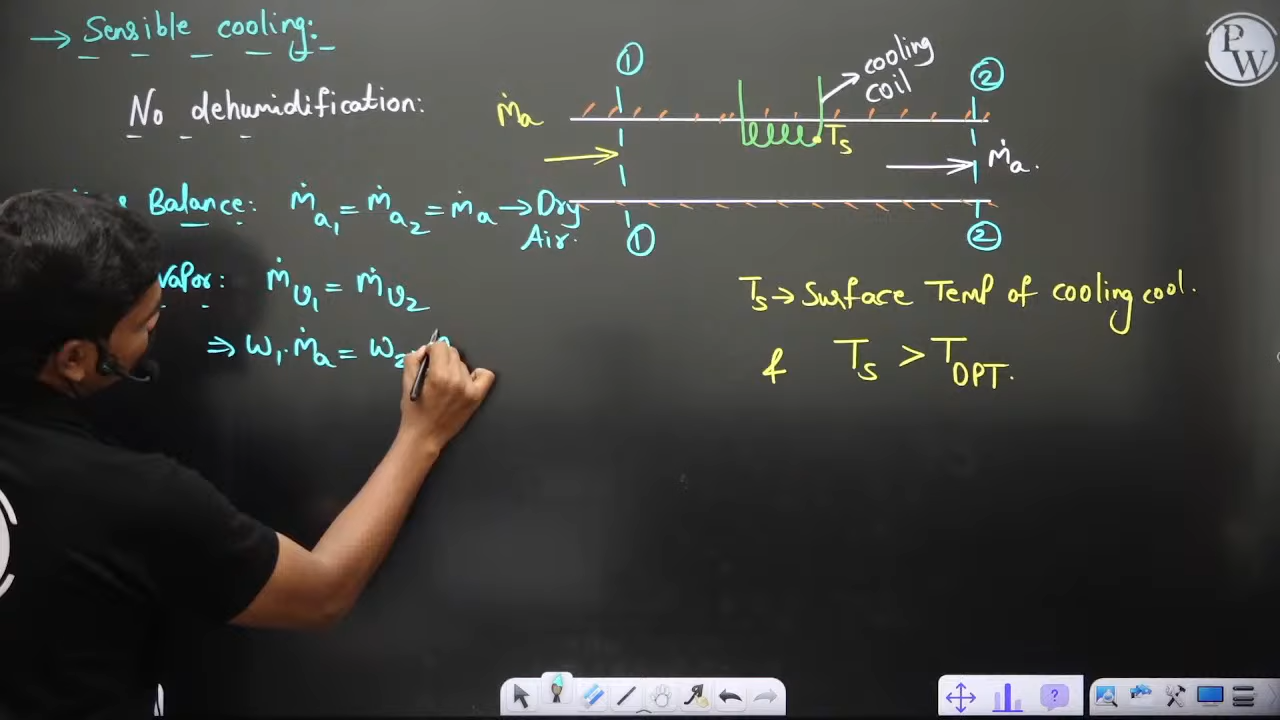 → Sensible cooling:
No dehumidification:
Balance: ṁa₁ = ṁa₂ = ṁa → Dry Air.
Vapor: ṁv₁ = ṁv₂
⇒ ω₁.ṁa = ω₂.
①
②
cooling coil
ṁa
Ts
ṁa.
①
②
Ts → Surface Temp of cooling cool.
& Ts > TDPT.
PW